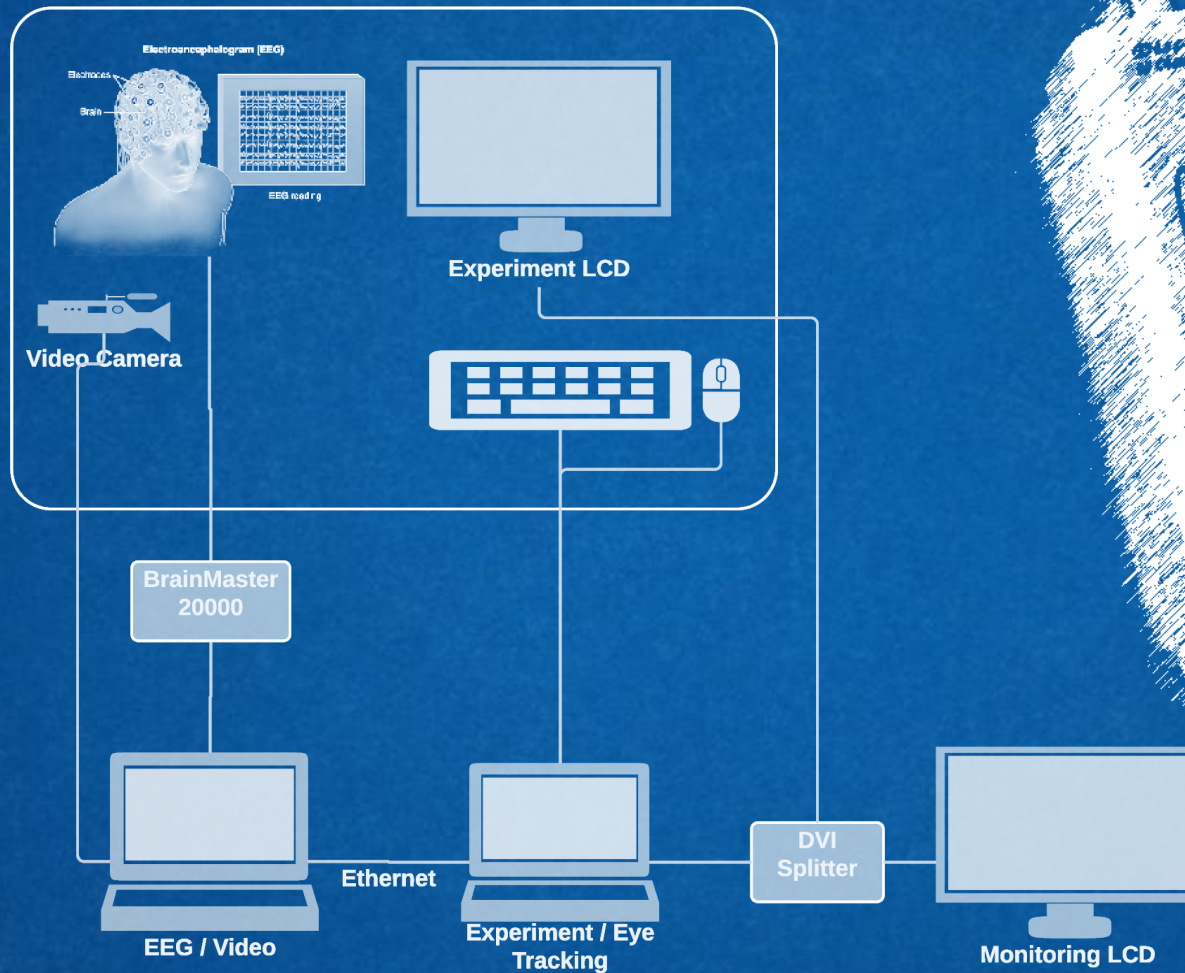 Electroencephalogram (EEG)
Electrodes
Brain
EEG reading
Experiment LCD
Video Camera
BrainMaster
20000
DVI
Splitter
Ethernet
EEG / Video
Experiment / Eye
Tracking
Monitoring LCD